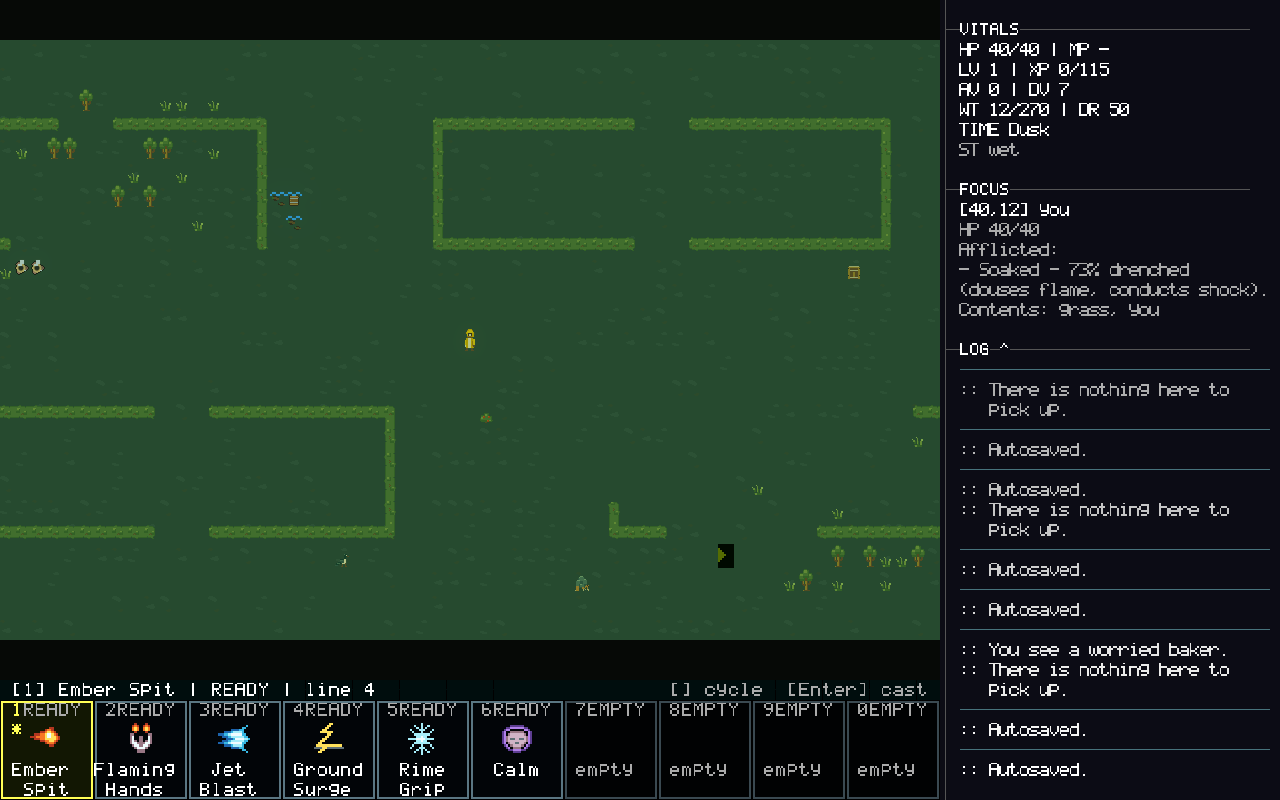 VITALS
HP 40/40 | MP -
LV 1 | XP 0/115
AV 0 | DV 7
WT 12/270 | DR 50
TIME Dusk
ST wet
FOCUS
[40,12] You
HP 40/40
Afflicted:
- Soaked - 73% drenched
(douses flame, conducts shock).
Contents: grass, you
LOG ^
:: There is nothing here to
Pick up.
:: Autosaved.
:: Autosaved.
:: There is nothing here to
Pick up.
:: Autosaved.
:: Autosaved.
:: You see a worried baker.
:: There is nothing here to
Pick up.
:: Autosaved.
:: Autosaved.
[1] Ember Spit | READY | line 4
[] cycle [Enter] cast
1READY 2READY 3READY 4READY 5READY 6READY 7EMPTY 8EMPTY 9EMPTY 0EMPTY
* Ember Flaming Jet Ground Rime Calm empty empty empty empty
Spit Hands Blast Surge Grip